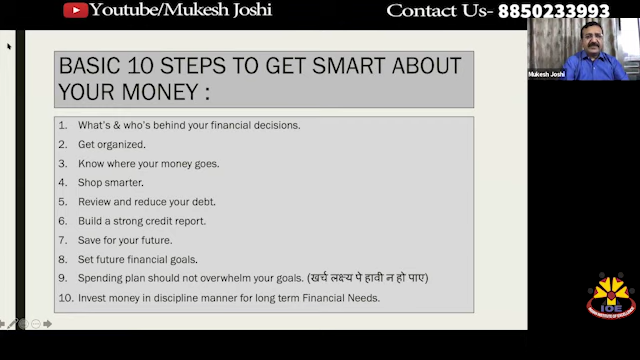 Youtube/Mukesh Joshi
Contact Us- 8850233993
BASIC 10 STEPS TO GET SMART ABOUT
YOUR MONEY :
1. What's & who's behind your financial decisions.
2. Get organized.
3. Know where your money goes.
4. Shop smarter.
5. Review and reduce your debt.
6. Build a strong credit report.
7. Save for your future.
8. Set future financial goals.
9. Spending plan should not overwhelm your goals. (खर्च लक्ष्य पे हावी न हो पाए)
10. Invest money in discipline manner for long term Financial Needs.
Mukesh Joshi
IOE